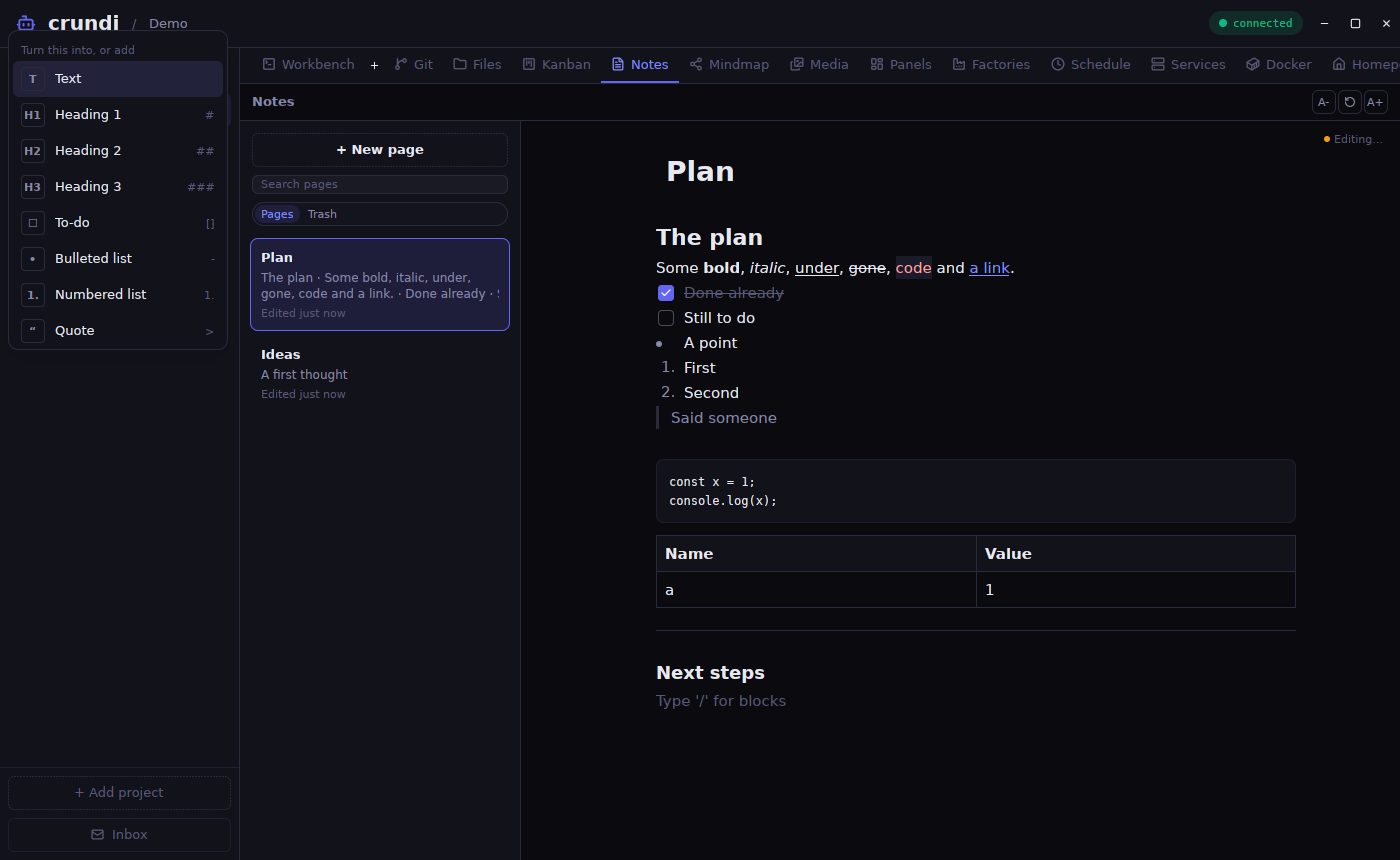 crundi / Demo
connected
Turn this into, or add
T Text
H1 Heading 1 #
H2 Heading 2 ##
H3 Heading 3 ###
To-do []
• Bulleted list -
1. Numbered list 1.
“ Quote >
+ Add project
Inbox
Workbench + Git Files Kanban Notes Mindmap Media Panels Factories Schedule Services Docker Homep
Notes
A- A+
+ New page
Search pages
Pages Trash
Plan
The plan · Some bold, italic, under,
gone, code and a link. · Done already ·
Edited just now
Ideas
A first thought
Edited just now
Editing...
Plan
The plan
Some bold, italic, under, gone, code and a link.
Done already
Still to do
• A point
1. First
2. Second
Said someone
const x = 1;
console.log(x);
Name Value
a 1
Next steps
Type '/' for blocks